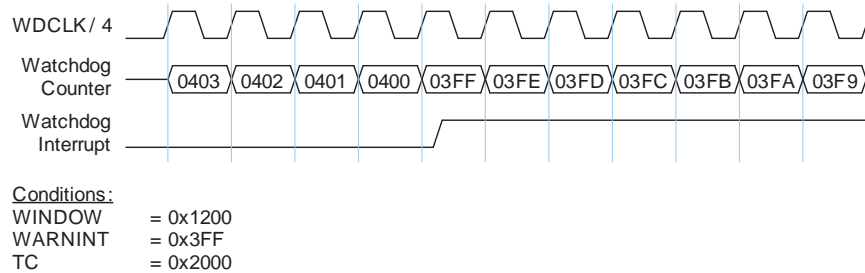 WDCLK / 4
Watchdog
Counter
0403 0402 0401 0400 03FF 03FE 03FD 03FC 03FB 03FA 03F9
Watchdog
Interrupt
Conditions:
WINDOW = 0x1200
WARNINT = 0x3FF
TC = 0x2000